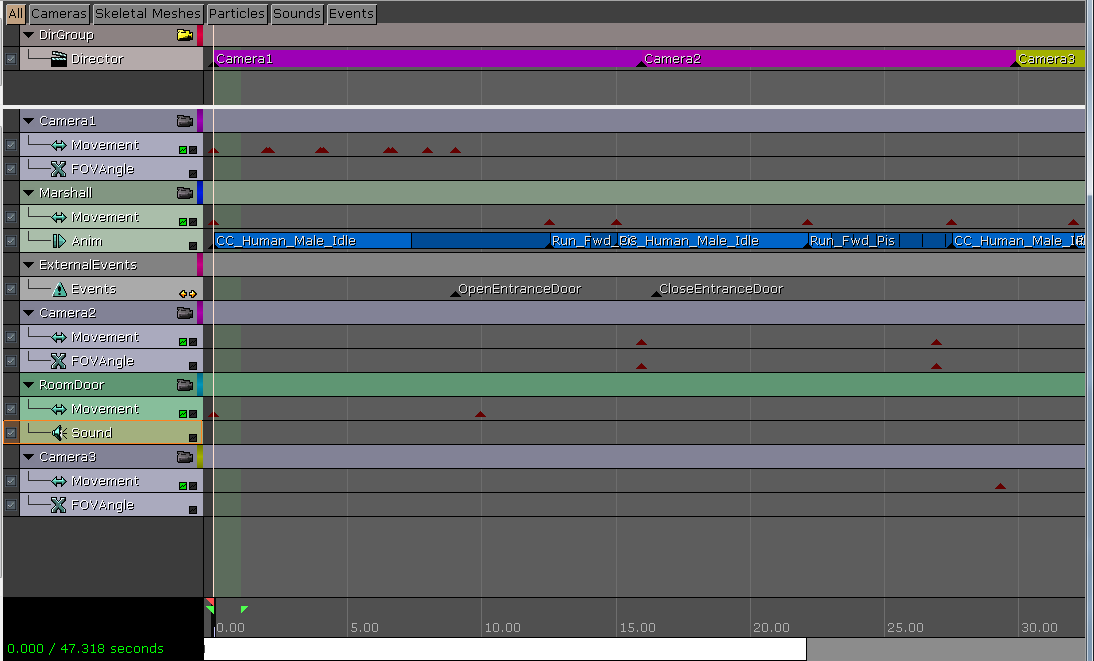 All Cameras Skeletal Meshes Particles Sounds Events
DirGroup
Director Camera1 Camera2 Camera3
Camera1
Movement
FOVAngle
Marshall
Movement
Anim CC_Human_Male_Idle Run_Fwd_ CC_Human_Male_Idle Run_Fwd_Pis CC_Human_Male_Idl
ExternalEvents
Events OpenEntranceDoor CloseEntranceDoor
Camera2
Movement
FOVAngle
RoomDoor
Movement
Sound
Camera3
Movement
FOVAngle
0.00 5.00 10.00 15.00 20.00 25.00 30.00
0.000 / 47.318 seconds